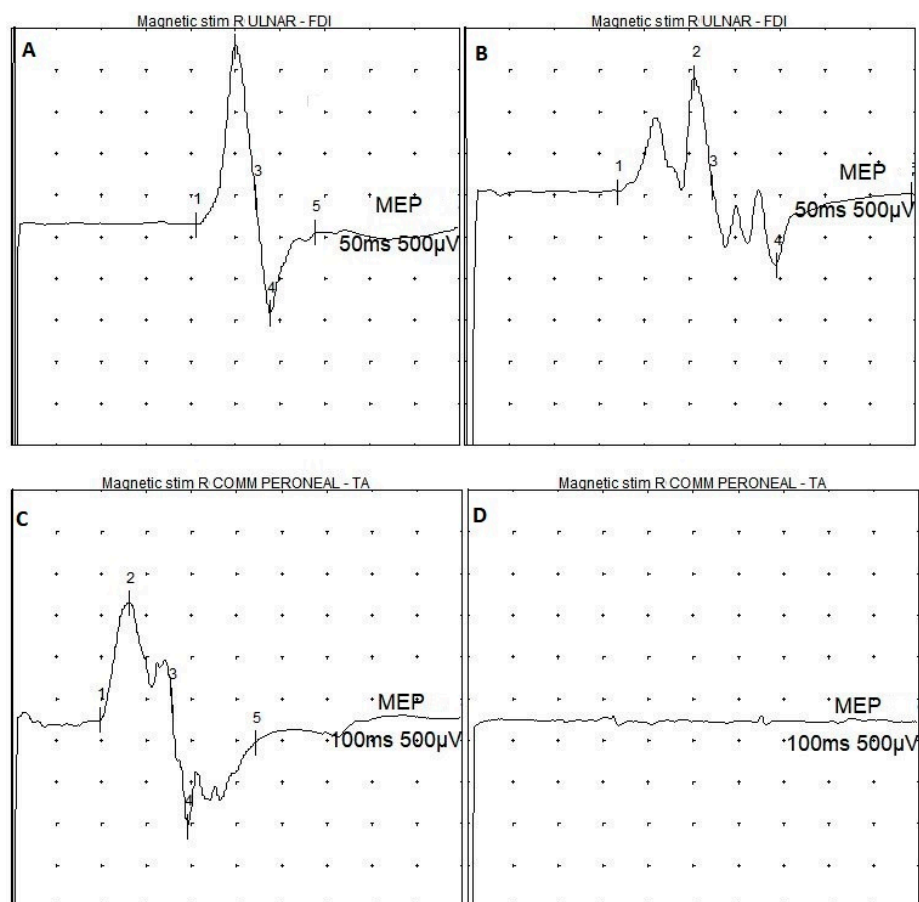 Magnetic stim R ULNAR - FDI
A
1
3
4
5
MEP
50ms 500µV
Magnetic stim R ULNAR - FDI
B
2
1
3
4
MEP
50ms 500µV
Magnetic stim R COMM PERONEAL - TA
C
2
1
3
4
5
MEP
100ms 500µV
Magnetic stim R COMM PERONEAL - TA
D
MEP
100ms 500µV